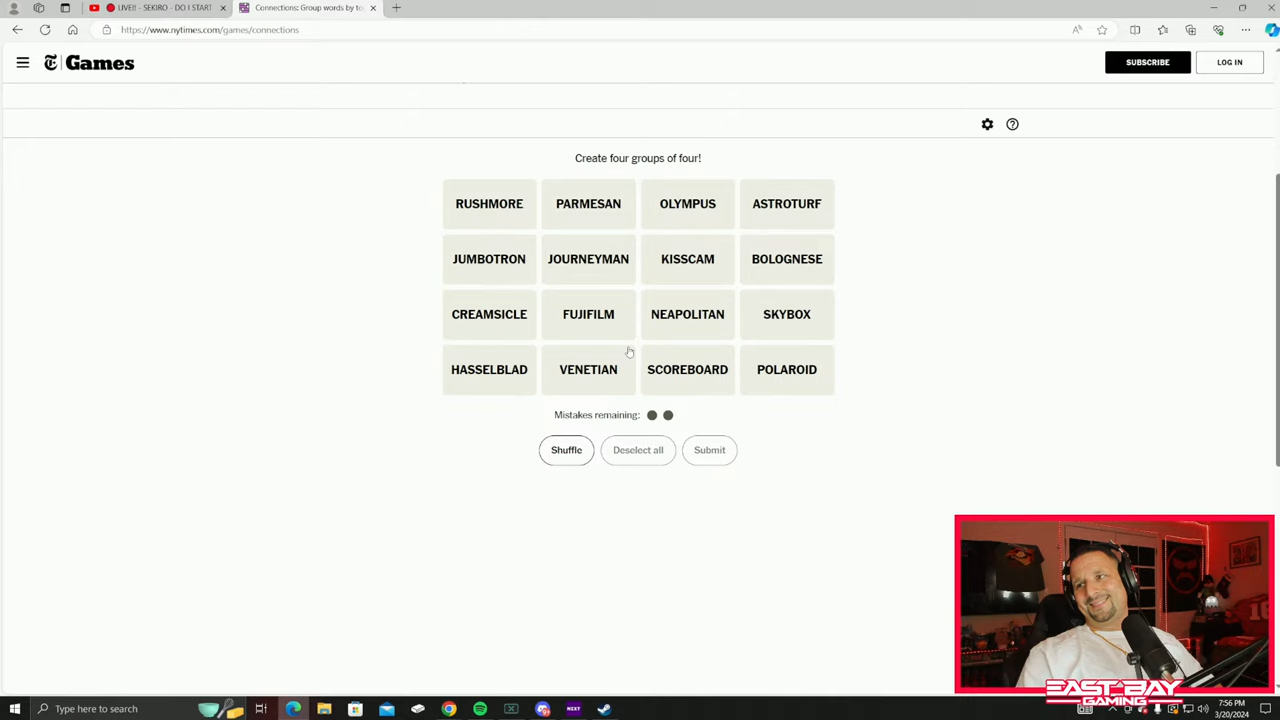 LIVE!! - SEKIRO - DO I START
Connections: Group words by to
https://www.nytimes.com/games/connections
Games
SUBSCRIBE
LOG IN
Create four groups of four!
RUSHMORE PARMESAN OLYMPUS ASTROTURF
JUMBOTRON JOURNEYMAN KISSCAM BOLOGNESE
CREAMSICLE FUJIFILM NEAPOLITAN SKYBOX
HASSELBLAD VENETIAN SCOREBOARD POLAROID
Mistakes remaining:
Shuffle Deselect all Submit
EAST BAY
GAMING
Type here to search
NEXT
7:56 PM
3/20/2024